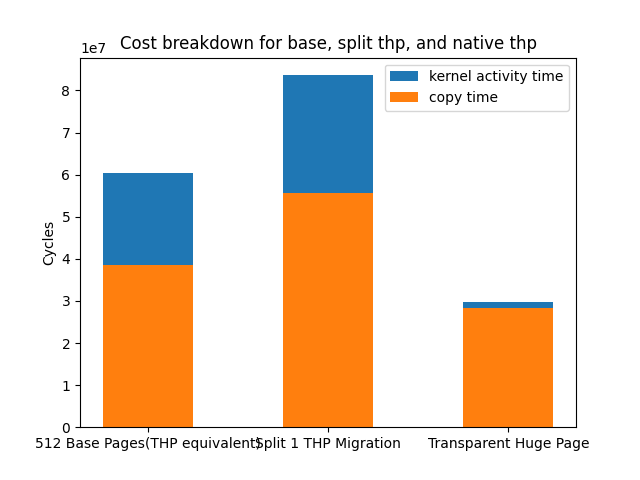 Cost breakdown for base, split thp, and native thp
1e7
kernel activity time
copy time
Cycles
8
7
6
5
4
3
2
1
0
512 Base Pages(THP equivalent)
Split 1 THP Migration
Transparent Huge Page